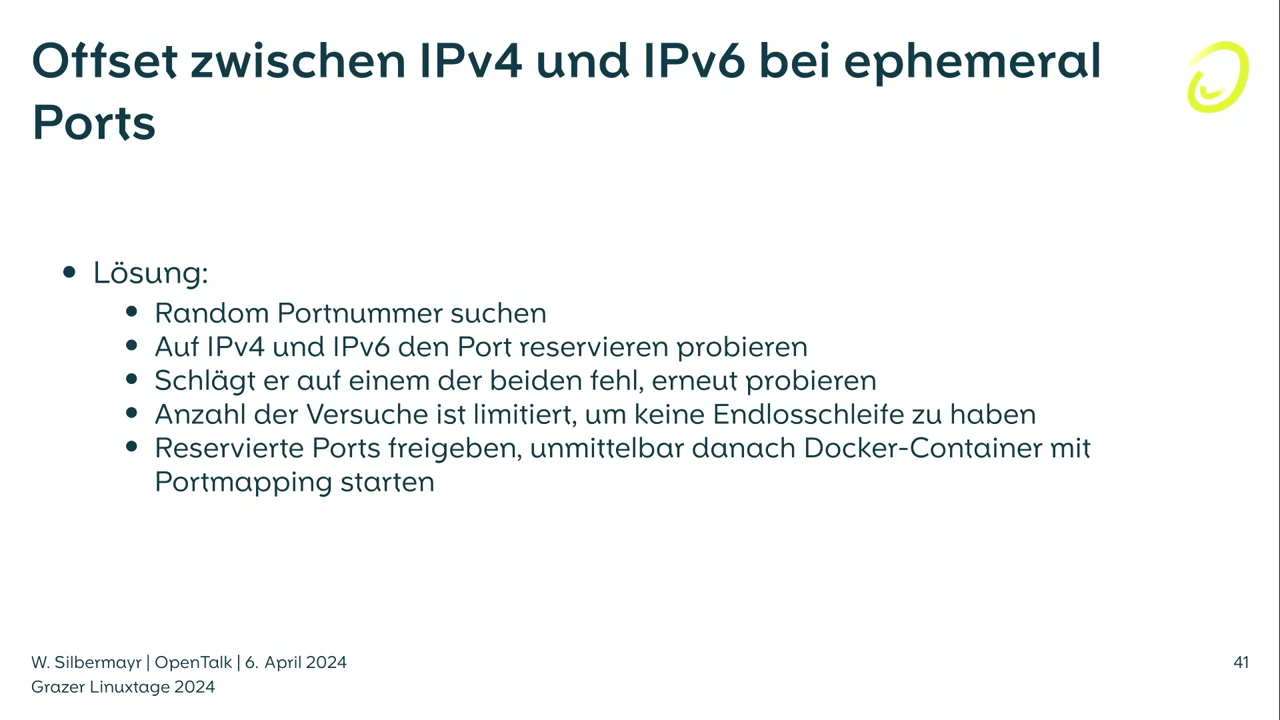 Offset zwischen IPv4 und IPv6 bei ephemeral
Ports
• Lösung:
• Random Portnummer suchen
• Auf IPv4 und IPv6 den Port reservieren probieren
• Schlägt er auf einem der beiden fehl, erneut probieren
• Anzahl der Versuche ist limitiert, um keine Endlosschleife zu haben
• Reservierte Ports freigeben, unmittelbar danach Docker-Container mit
Portmapping starten
W. Silbermayr | OpenTalk | 6. April 2024
Grazer Linuxtage 2024
41